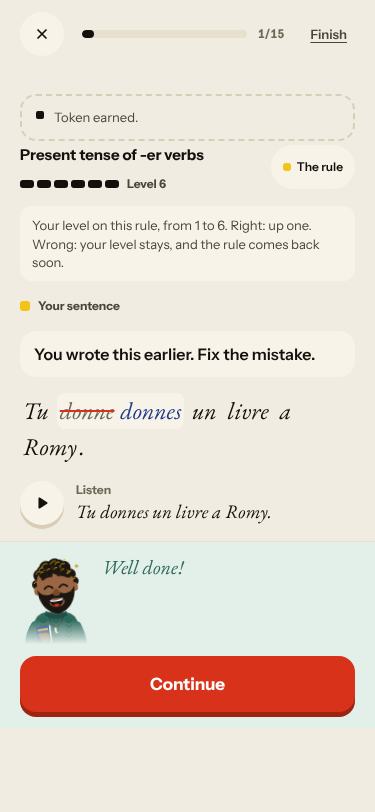 1/15
Finish
Token earned.
Present tense of -er verbs
The rule
Level 6
Your level on this rule, from 1 to 6. Right: up one.
Wrong: your level stays, and the rule comes back
soon.
Your sentence
You wrote this earlier. Fix the mistake.
Tu donne donnes un livre a
Romy.
Listen
Tu donnes un livre a Romy.
Well done!
Continue